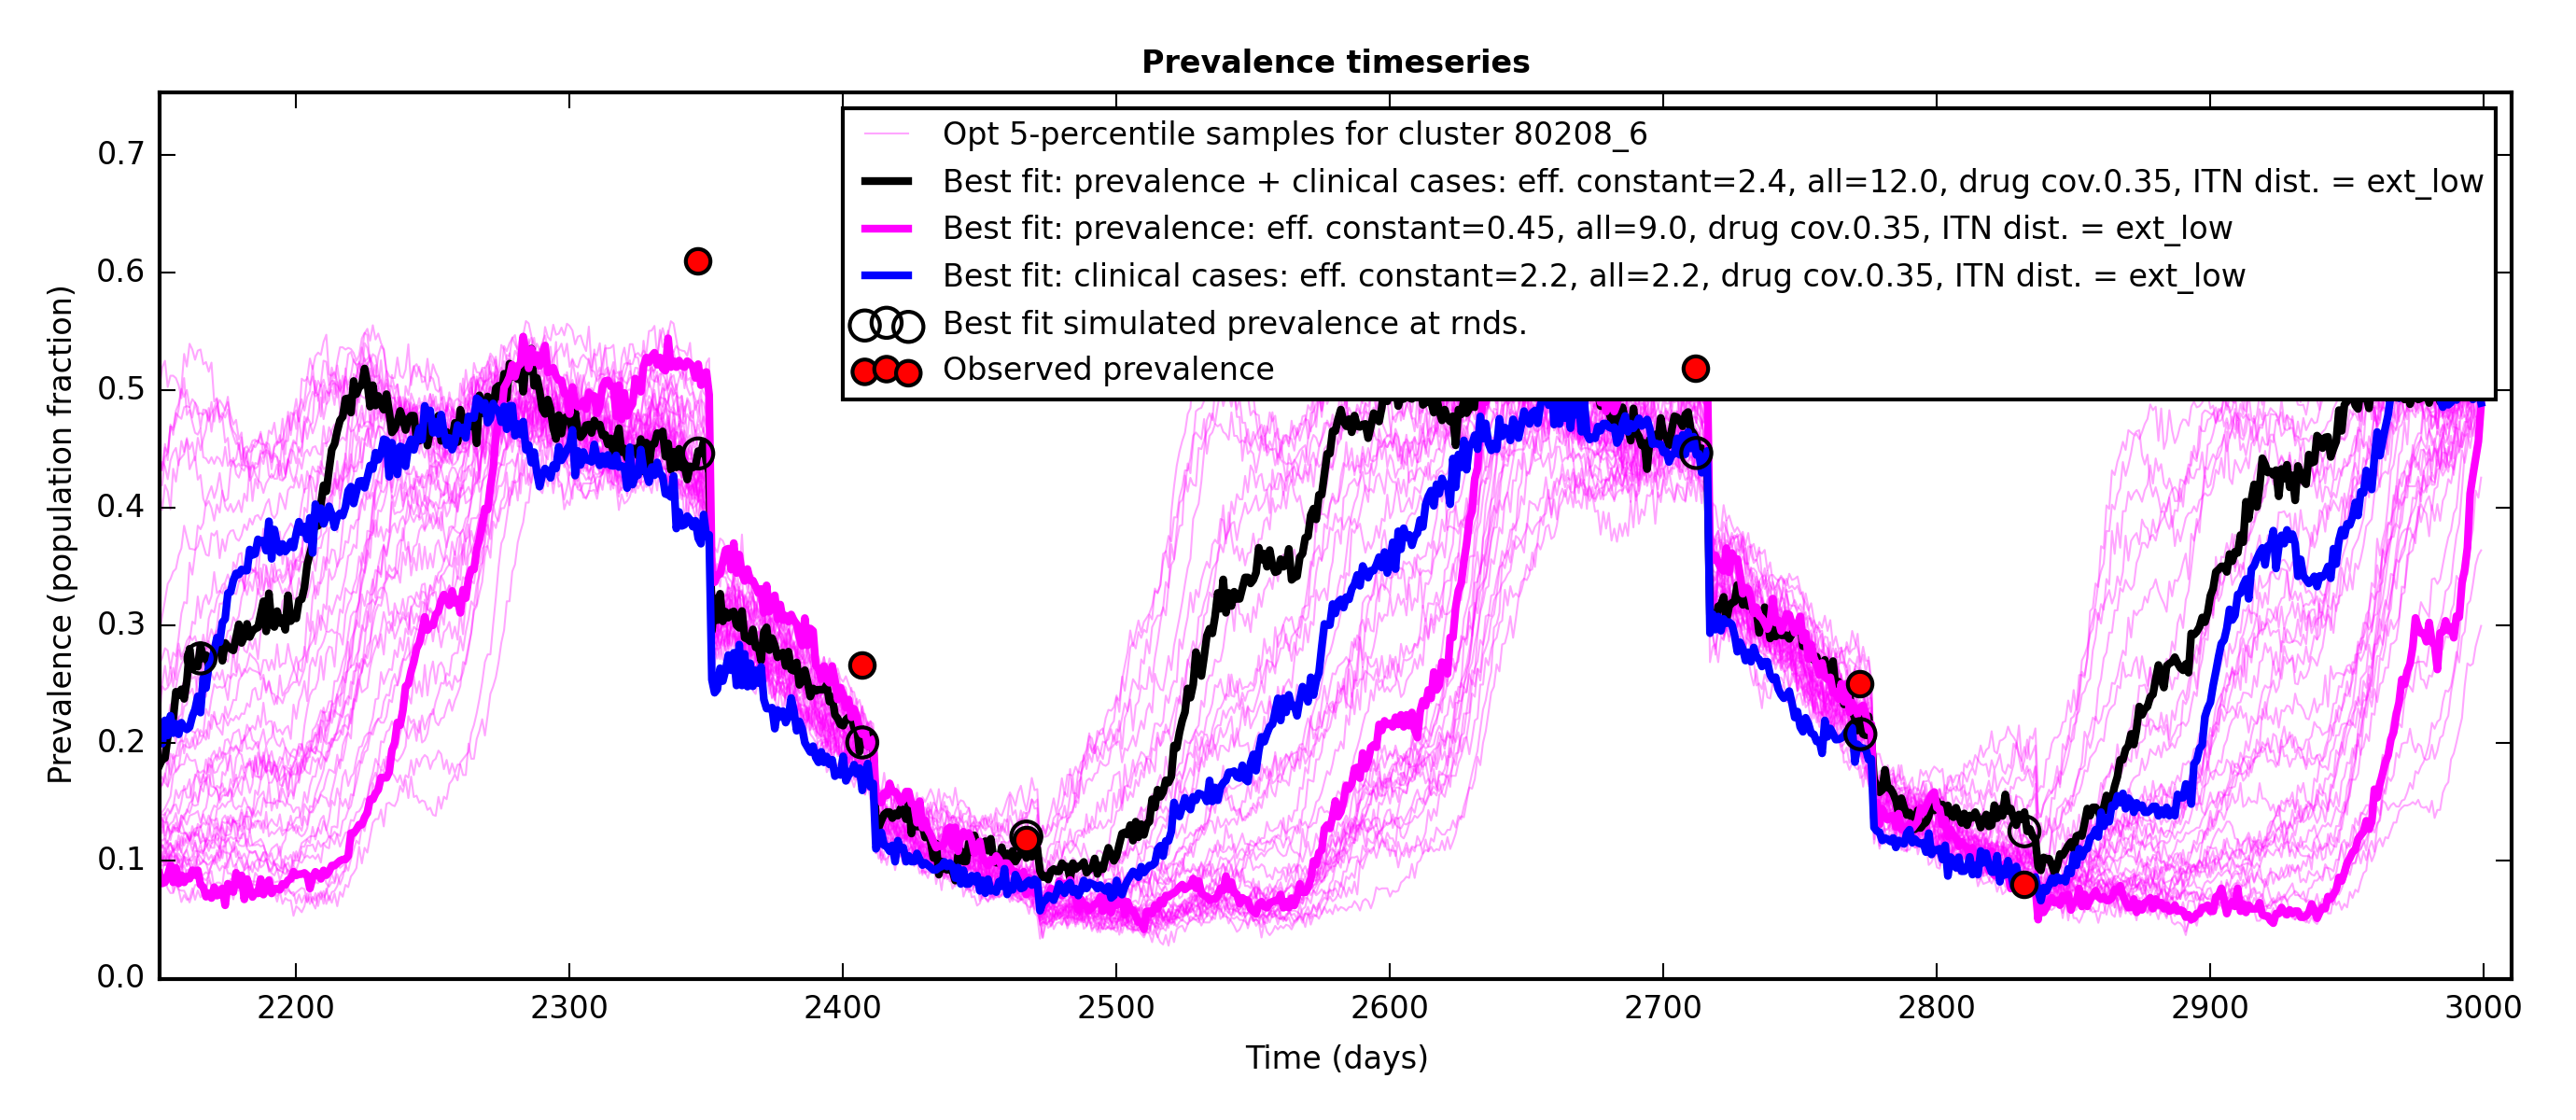 Prevalence timeseries
Opt 5-percentile samples for cluster 80208_6
Best fit: prevalence + clinical cases: eff. constant=2.4, all=12.0, drug cov.0.35, ITN dist. = ext_low
Best fit: prevalence: eff. constant=0.45, all=9.0, drug cov.0.35, ITN dist. = ext_low
Best fit: clinical cases: eff. constant=2.2, all=2.2, drug cov.0.35, ITN dist. = ext_low
Best fit simulated prevalence at rnds.
Observed prevalence
Prevalence (population fraction)
0.7
0.6
0.5
0.4
0.3
0.2
0.1
0.0
2200 2300 2400 2500 2600 2700 2800 2900 3000
Time (days)